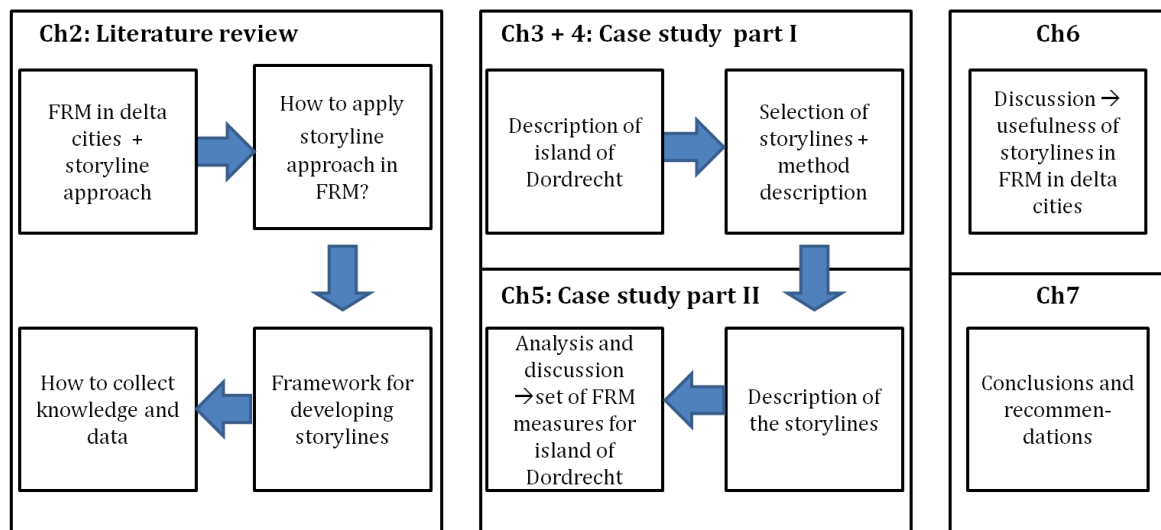 Ch2: Literature review
FRM in delta
cities + 
storyline
approach
How to apply
storyline
approach in
FRM?
Framework for
developing
storylines
How to collect
knowledge and
data
Ch3 + 4: Case study part I
Description of
island of
Dordrecht
Selection of
storylines +
method
description
Ch5: Case study part II
Description of
the storylines
Analysis and
discussion
→set of FRM
measures for
island of
Dordrecht
Ch6
Discussion →
usefulness of
storylines in
FRM in delta
cities
Ch7
Conclusions and
recommen-
dations